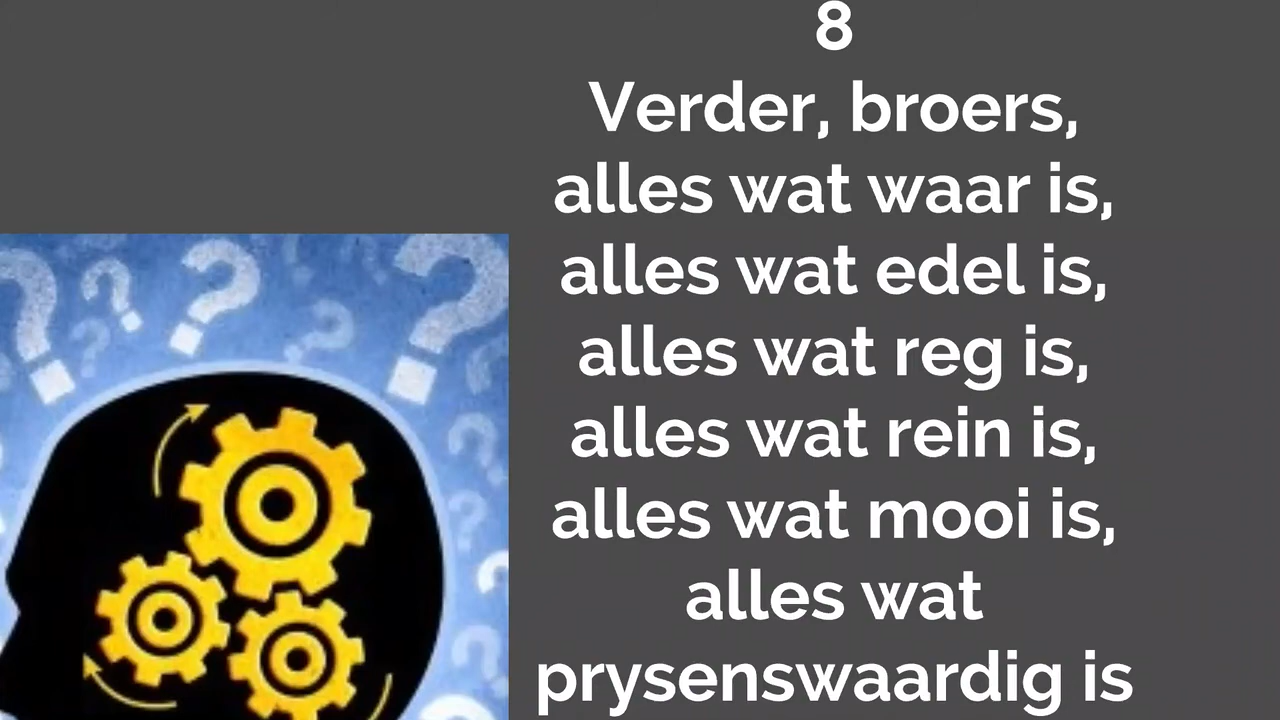 8
Verder, broers,
alles wat waar is,
alles wat edel is,
alles wat reg is,
alles wat rein is,
alles wat mooi is,
alles wat
prysenswaardig is